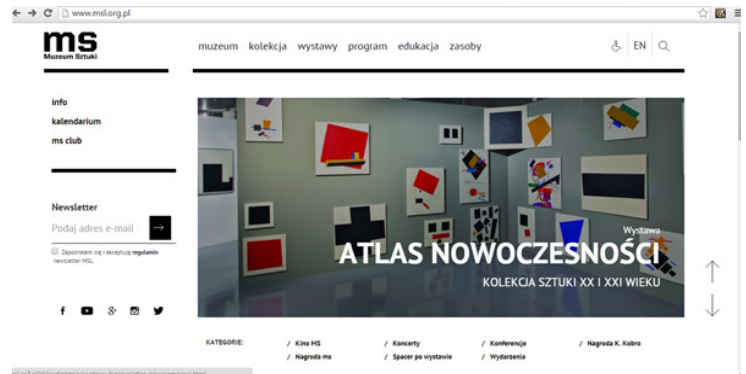 www.msl.org.pl
ms
Muzeum Sztuki
muzeum kolekcja wystawy program edukacja zasoby
EN
info
kalendarium
ms club
Newsletter
Podaj adres e-mail
Zapoznałem się i akceptuję regulamin
newsletter MSL
Wystawa
ATLAS NOWOCZESNOŚCI
KOLEKCJA SZTUKI XX I XXI WIEKU
KATEGORIE:
/ Kino MS / Koncerty / Konferencje / Nagroda K. Kobro
/ Nagroda ms / Spacer po wystawie / Wydarzenia